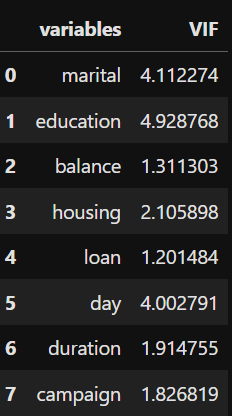 variables VIF
0 marital 4.112274
1 education 4.928768
2 balance 1.311303
3 housing 2.105898
4 loan 1.201484
5 day 4.002791
6 duration 1.914755
7 campaign 1.826819